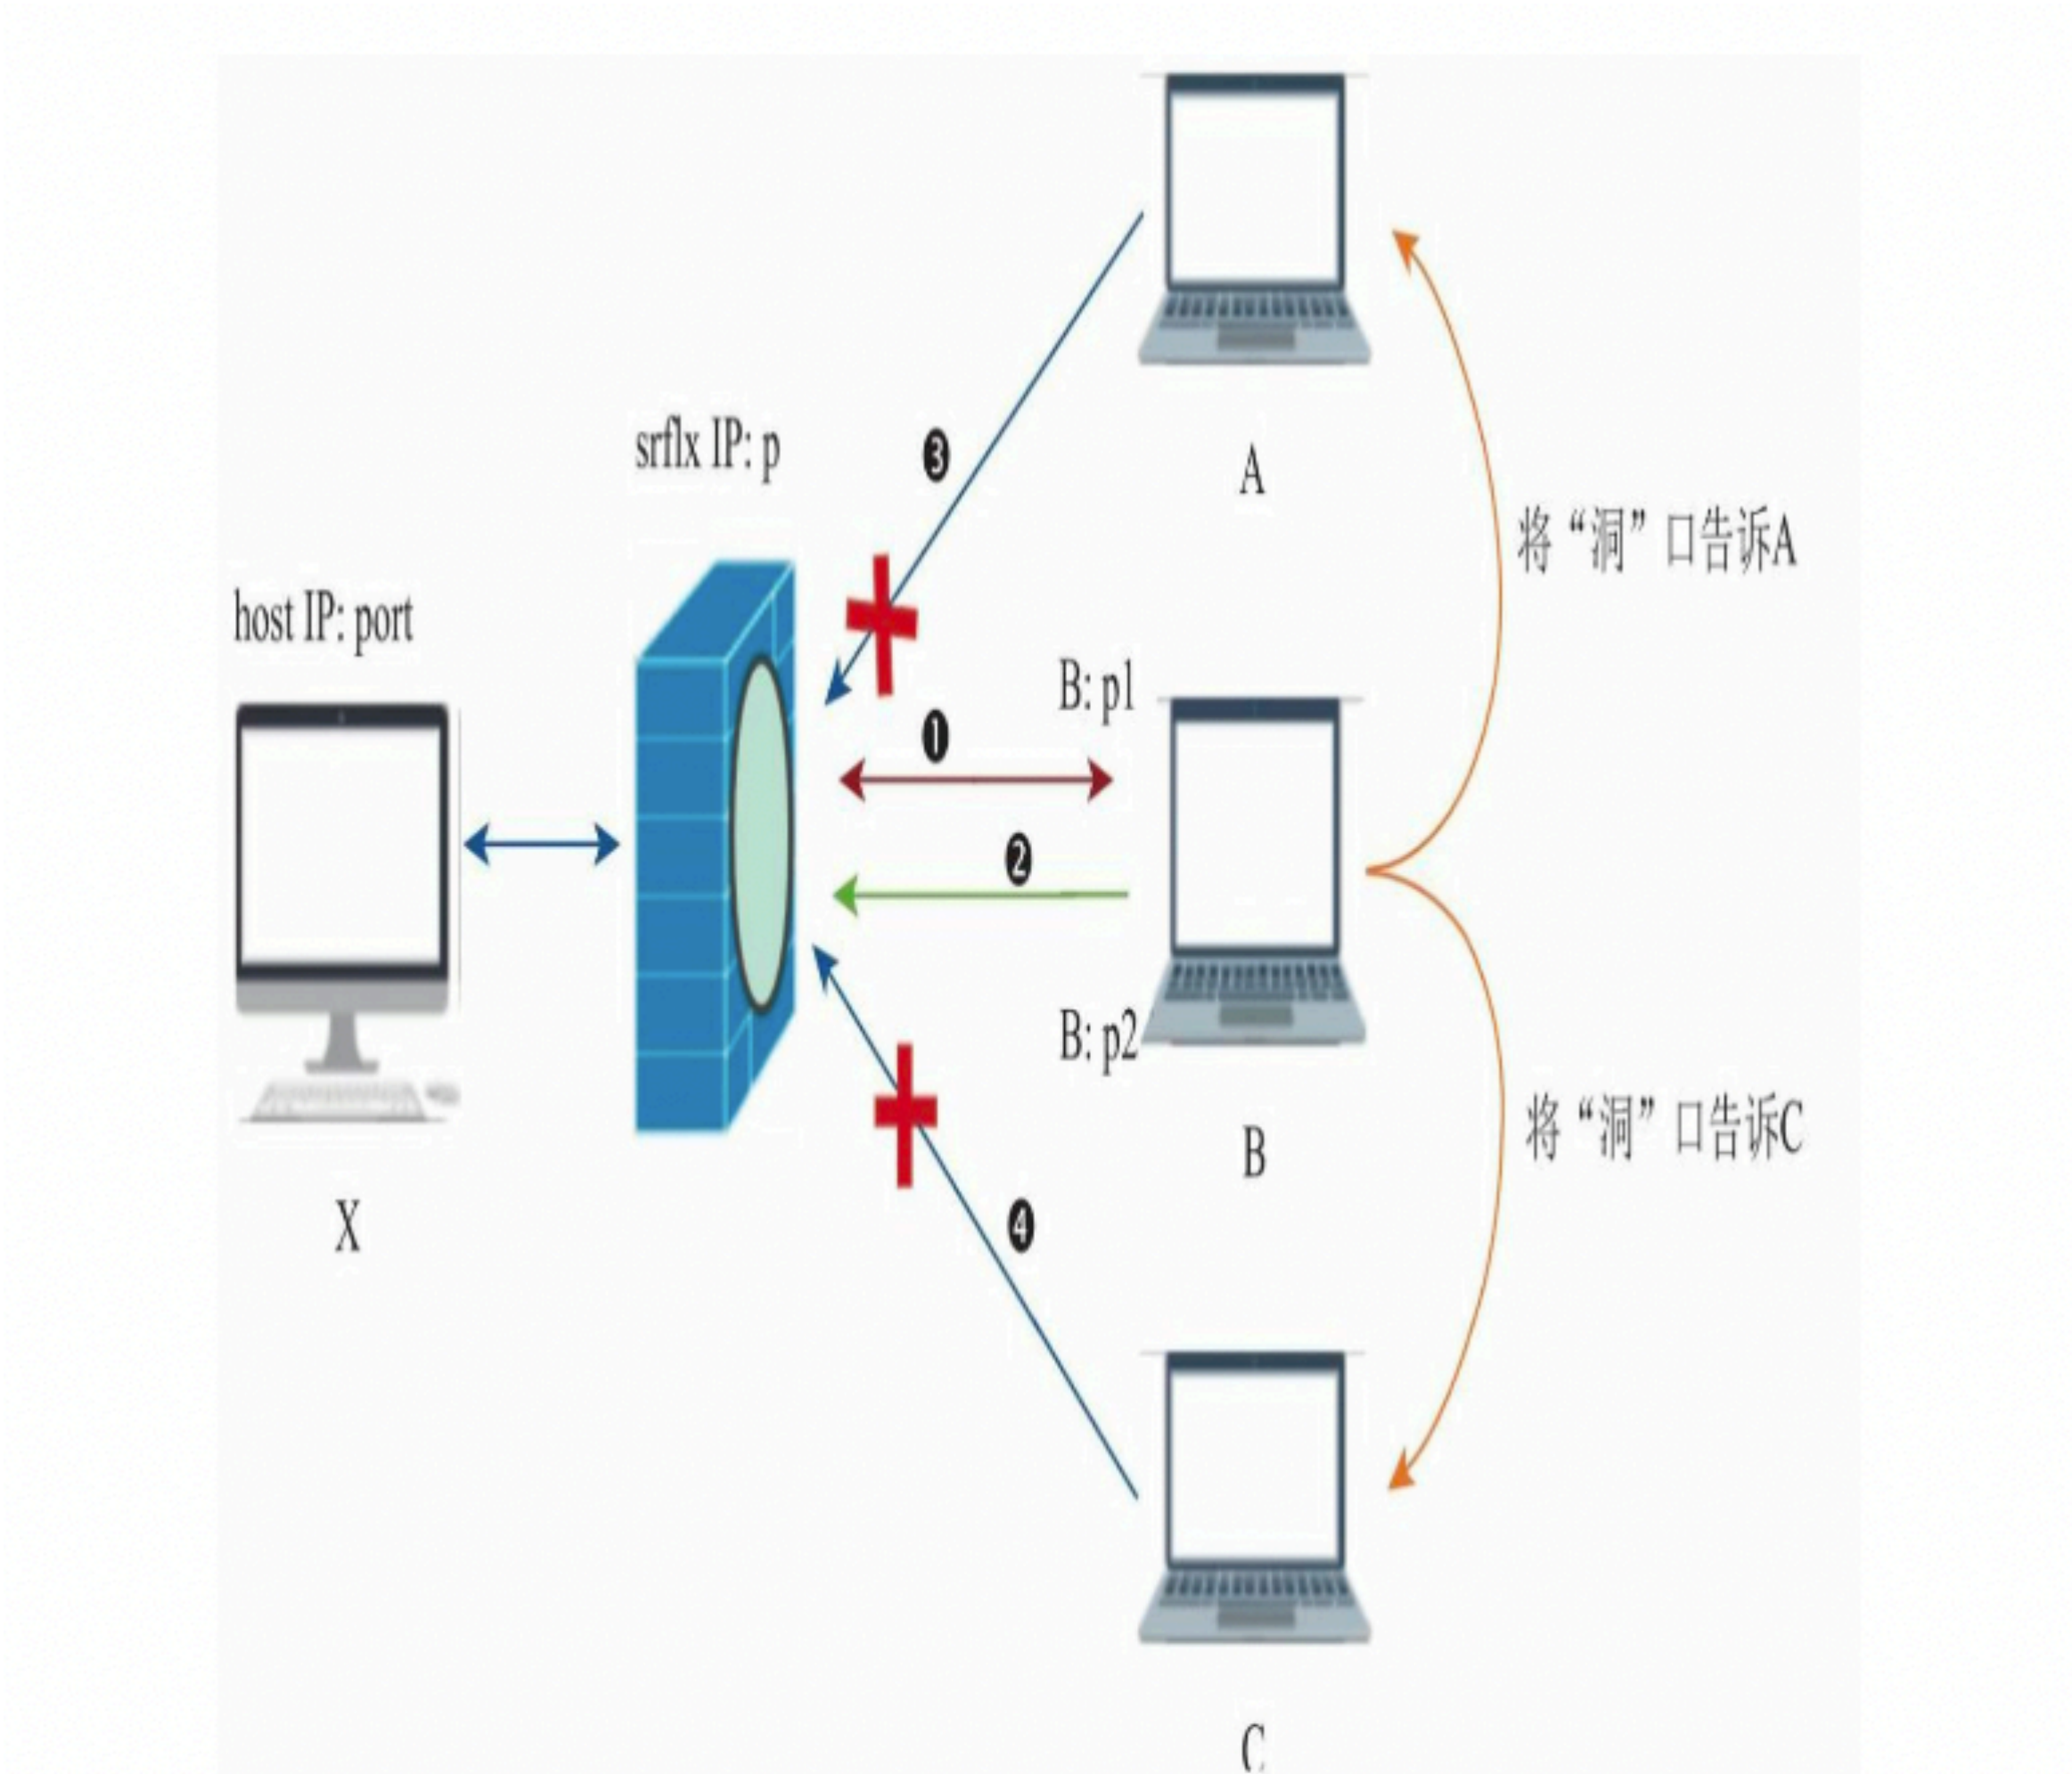 srflx IP: p
❸
A
将“洞”口告诉A
host IP: port
B: p1
❶
❷
B: p2
B
将“洞”口告诉C
X
❹
C